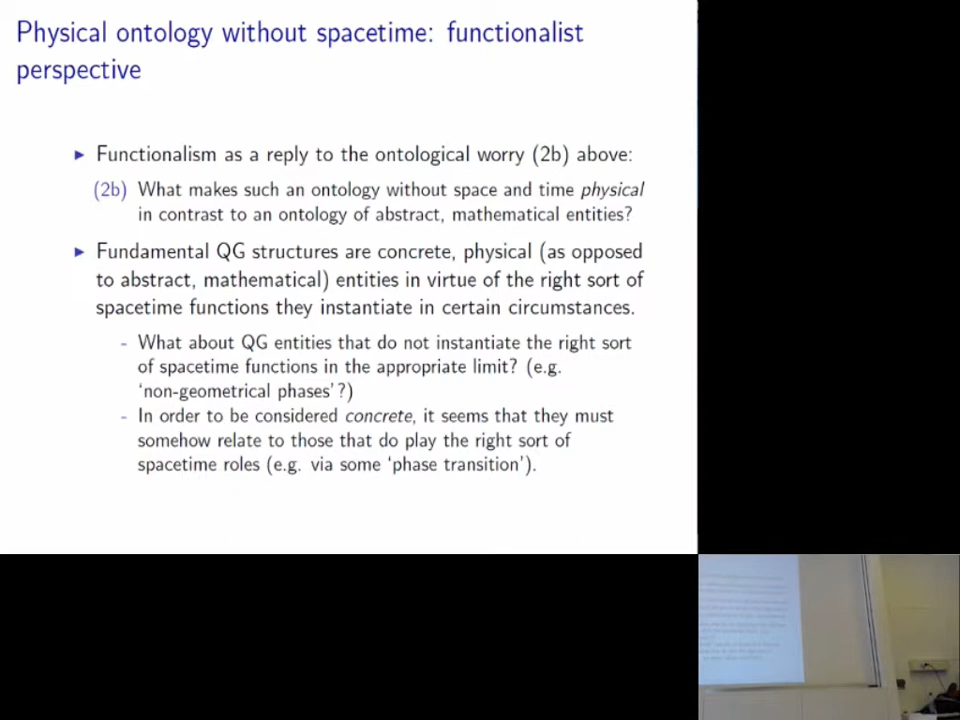 Physical ontology without spacetime: functionalist
perspective
▶ Functionalism as a reply to the ontological worry (2b) above:
(2b) What makes such an ontology without space and time physical
in contrast to an ontology of abstract, mathematical entities?
▶ Fundamental QG structures are concrete, physical (as opposed
to abstract, mathematical) entities in virtue of the right sort of
spacetime functions they instantiate in certain circumstances.
- What about QG entities that do not instantiate the right sort
of spacetime functions in the appropriate limit? (e.g.
‘non-geometrical phases’?)
- In order to be considered concrete, it seems that they must
somehow relate to those that do play the right sort of
spacetime roles (e.g. via some ‘phase transition’).